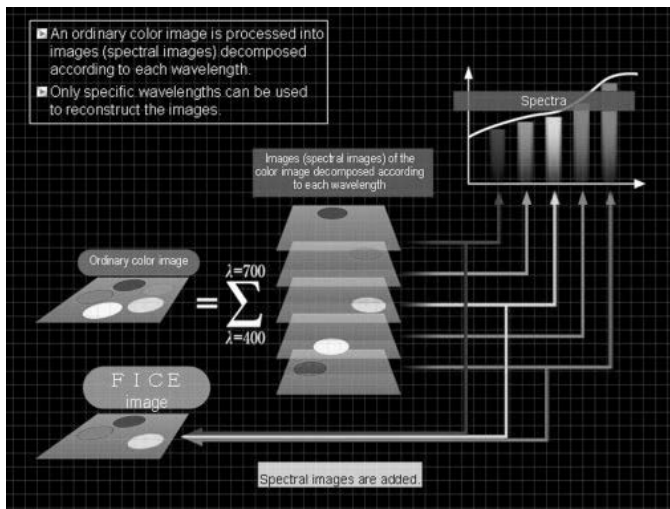 An ordinary color image is processed into
images (spectral images) decomposed
according to each wavelength.
Only specific wavelengths can be used
to reconstruct the images.
Spectra
Images (spectral images) of the
color image decomposed according
to each wavelength
Ordinary color image
=
λ=700
∑
λ=400
F I C E
image
Spectral images are added.